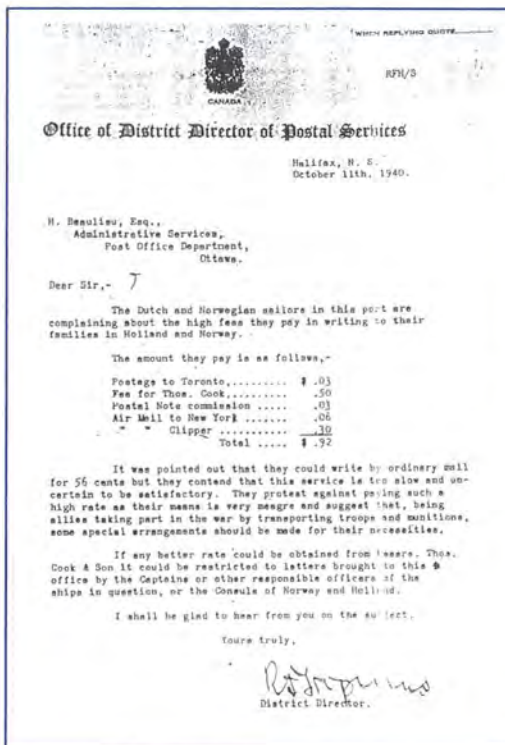 WHEN REPLYING QUOTE
RFH/S
CANADA
Office of District Director of Postal Services
Halifax, N. S.
October 11th, 1940.
H. Beaulieu, Esq.,
Administrative Services,
Post Office Department,
Ottawa.
Dear Sir,-
The Dutch and Norwegian sailors in this port are
complaining about the high fees they pay in writing to their
families in Holland and Norway.
The amount they pay is as follows,-
Postage to Toronto,......... $ .03
Fee for Thos. Cook,......... .50
Postal Note commission ..... .03
Air Mail to New York ...... .06
" " Clipper ........... .30
Total ..... $ .92
It was pointed out that they could write by ordinary mail
for 56 cents but they contend that this service is too slow and un-
certain to be satisfactory. They protest against paying such a
high rate as their means is very meagre and suggest that, being
allies taking part in the war by transporting troops and munitions,
some special arrangements should be made for their necessities.
If any better rate could be obtained from Messrs. Thos.
Cook & Son it could be restricted to letters brought to this
office by the Captains or other responsible officers of the
ships in question, or the Consuls of Norway and Holland.
I shall be glad to hear from you on the subject.
Yours truly,
District Director.